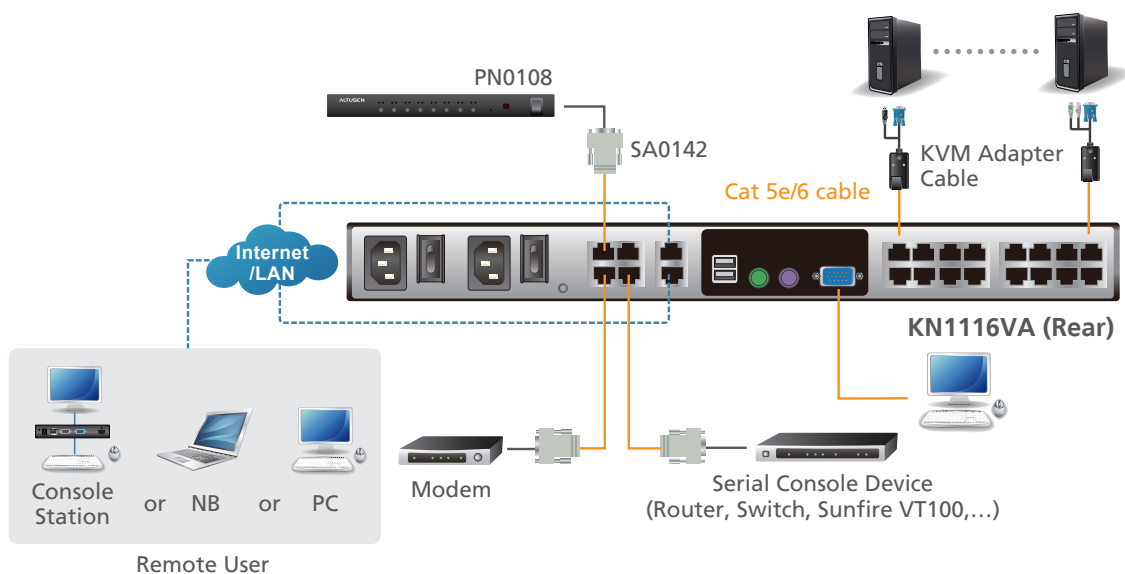 PN0108
ALTUSEN
SA0142
KVM Adapter
Cable
Cat 5e/6 cable
Internet
/LAN
KN1116VA (Rear)
Console
Station
or
NB
or
PC
Modem
Serial Console Device
(Router, Switch, Sunfire VT100,...)
Remote User